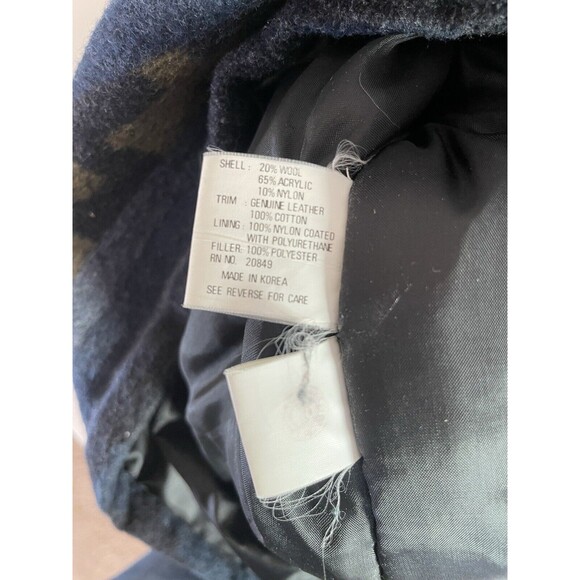 SHELL: 20% WOOL
65% ACRYLIC
10% NYLON
TRIM: GENUINE LEATHER
100% COTTON
LINING: 100% NYLON COATED
WITH POLYURETHANE
FILLER: 100% POLYESTER
RN NO. 20849
MADE IN KOREA
SEE REVERSE FOR CARE